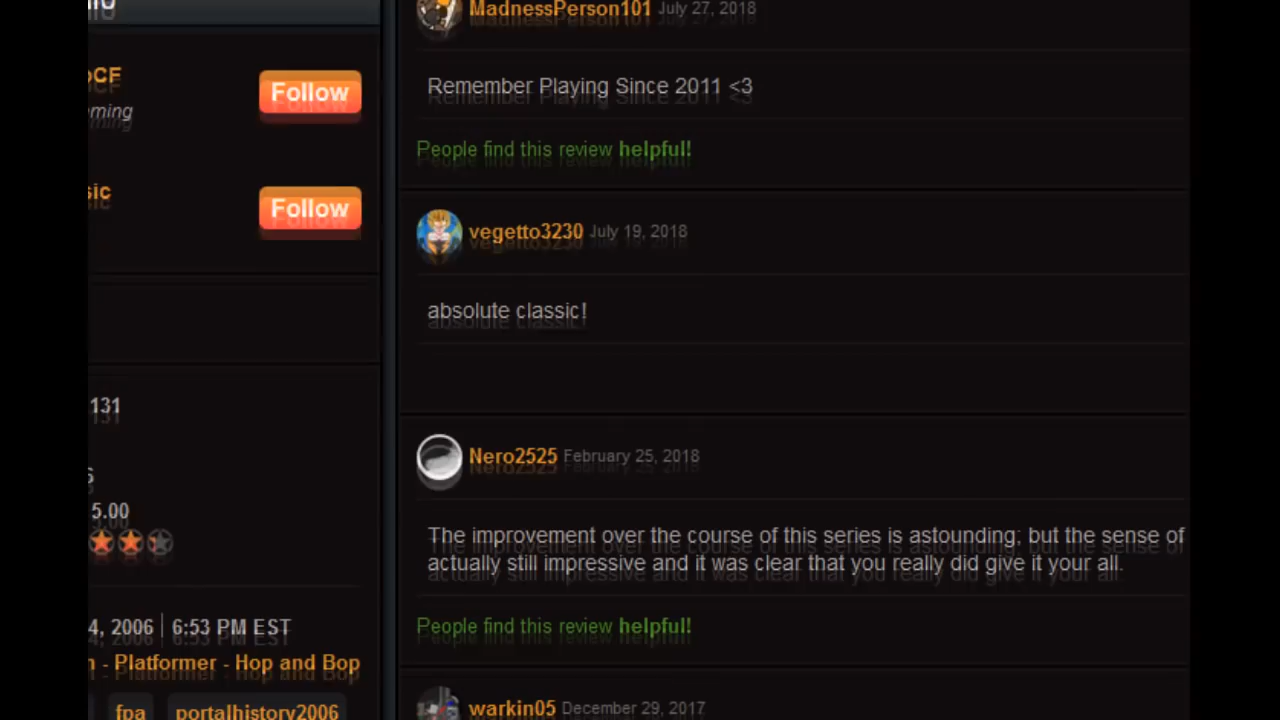 Follow
ming
Follow
sic
131
5.00
4, 2006 | 6:53 PM EST
- Platformer - Hop and Bop
fpa portalhistory2006
MadnessPerson101 July 27, 2018
Remember Playing Since 2011 <3
People find this review helpful!
vegetto3230 July 19, 2018
absolute classic!
Nero2525 February 25, 2018
The improvement over the course of this series is astounding; but the sense of
actually still impressive and it was clear that you really did give it your all.
People find this review helpful!
warkin05 December 29, 2017